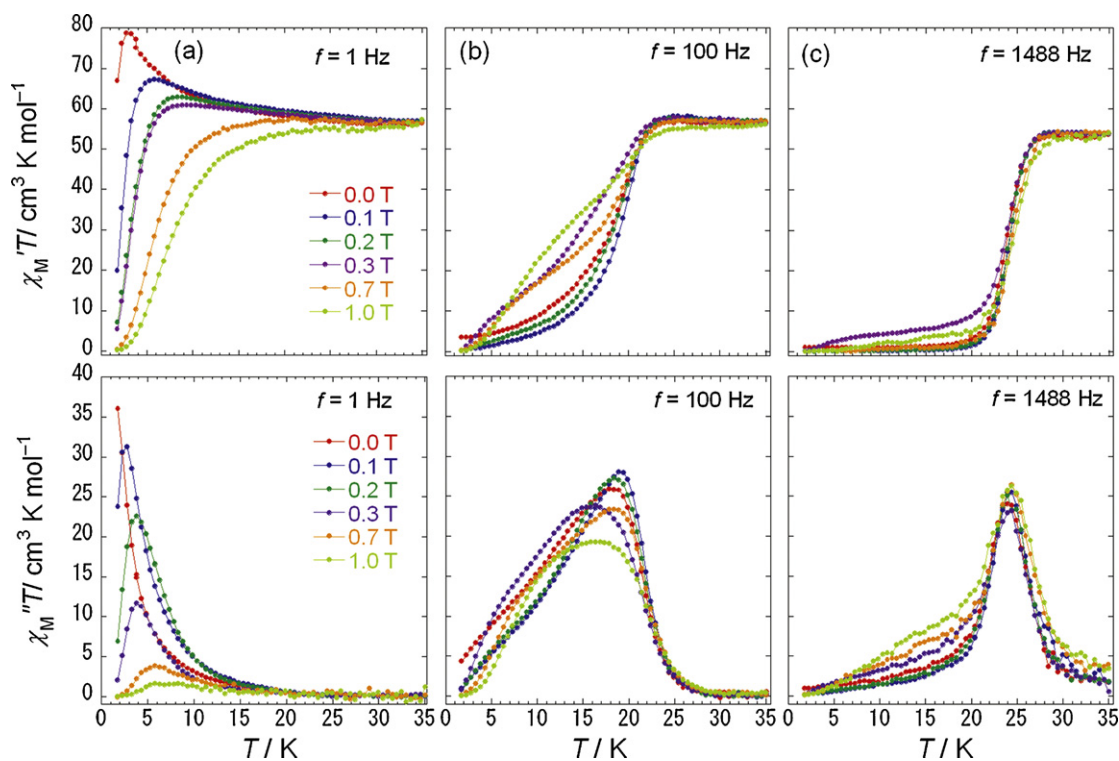 (a)
f = 1 Hz
(b)
f = 100 Hz
(c)
f = 1488 Hz
χM′T/ cm³ K mol⁻¹
80
70
60
50
40
30
20
10
0
0.0 T
0.1 T
0.2 T
0.3 T
0.7 T
1.0 T
f = 1 Hz
f = 100 Hz
f = 1488 Hz
χM″T/ cm³ K mol⁻¹
40
35
30
25
20
15
10
5
0
0.0 T
0.1 T
0.2 T
0.3 T
0.7 T
1.0 T
0 5 10 15 20 25 30 35
0 5 10 15 20 25 30 35
0 5 10 15 20 25 30 35
T / K
T / K
T / K